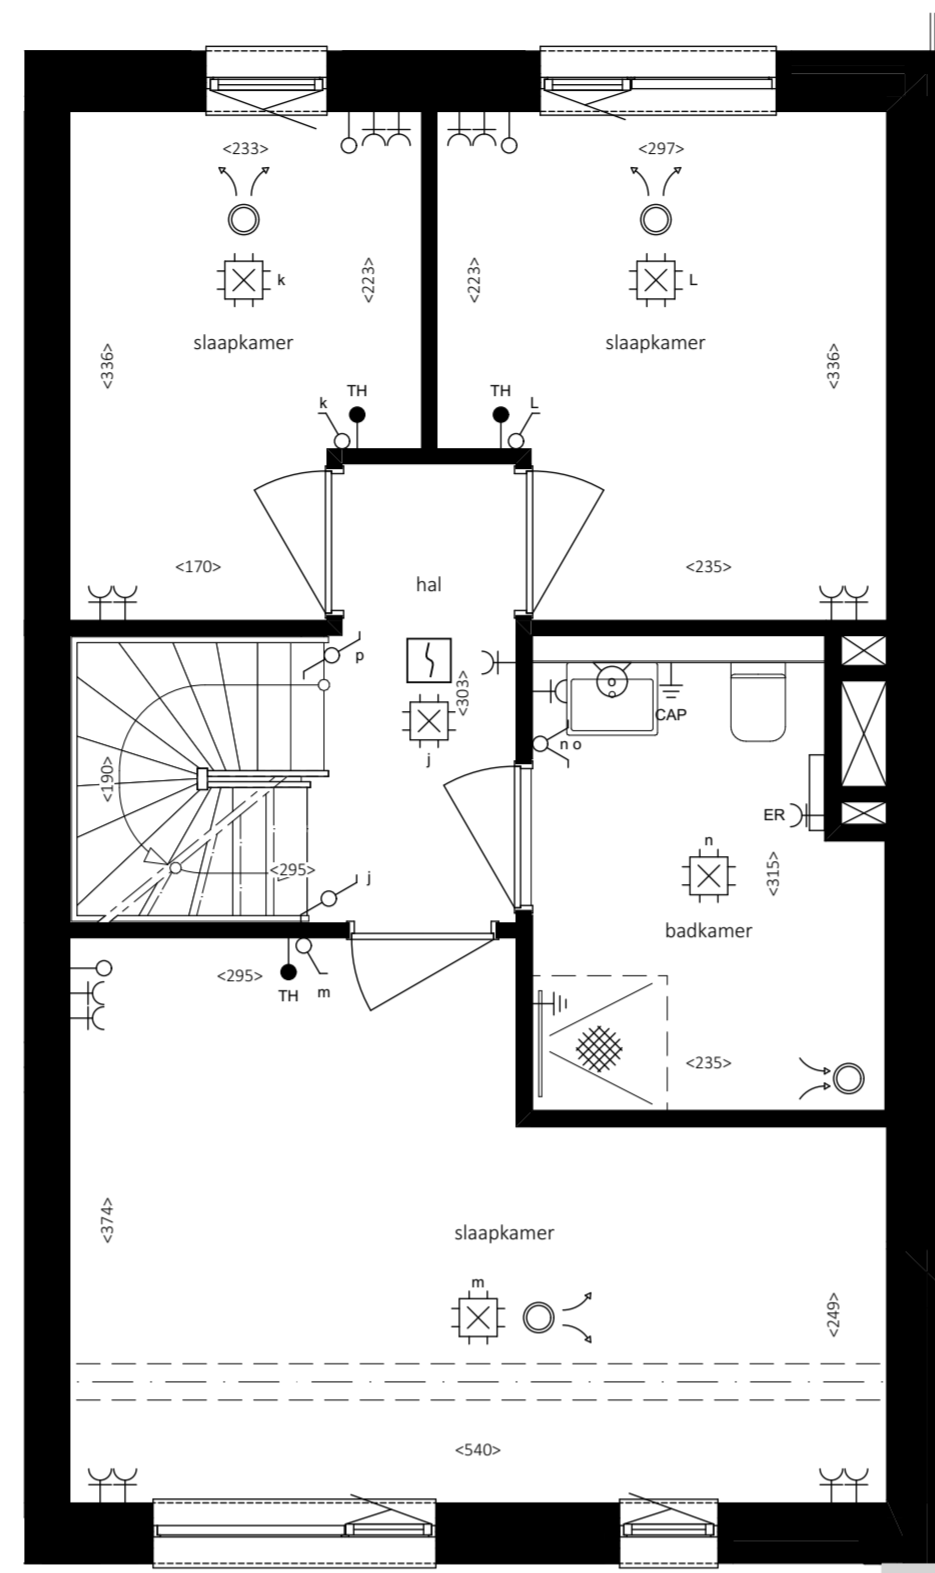 <233>
<297>
<223>
<223>
k
L
slaapkamer
slaapkamer
<336>
<336>
TH
TH
k
L
<170>
hal
<235>
p
<303>
CAP
n o
j
<190>
ER
n
<295>
j
<315>
badkamer
<295>
TH
m
<235>
<374>
slaapkamer
m
<249>
<540>